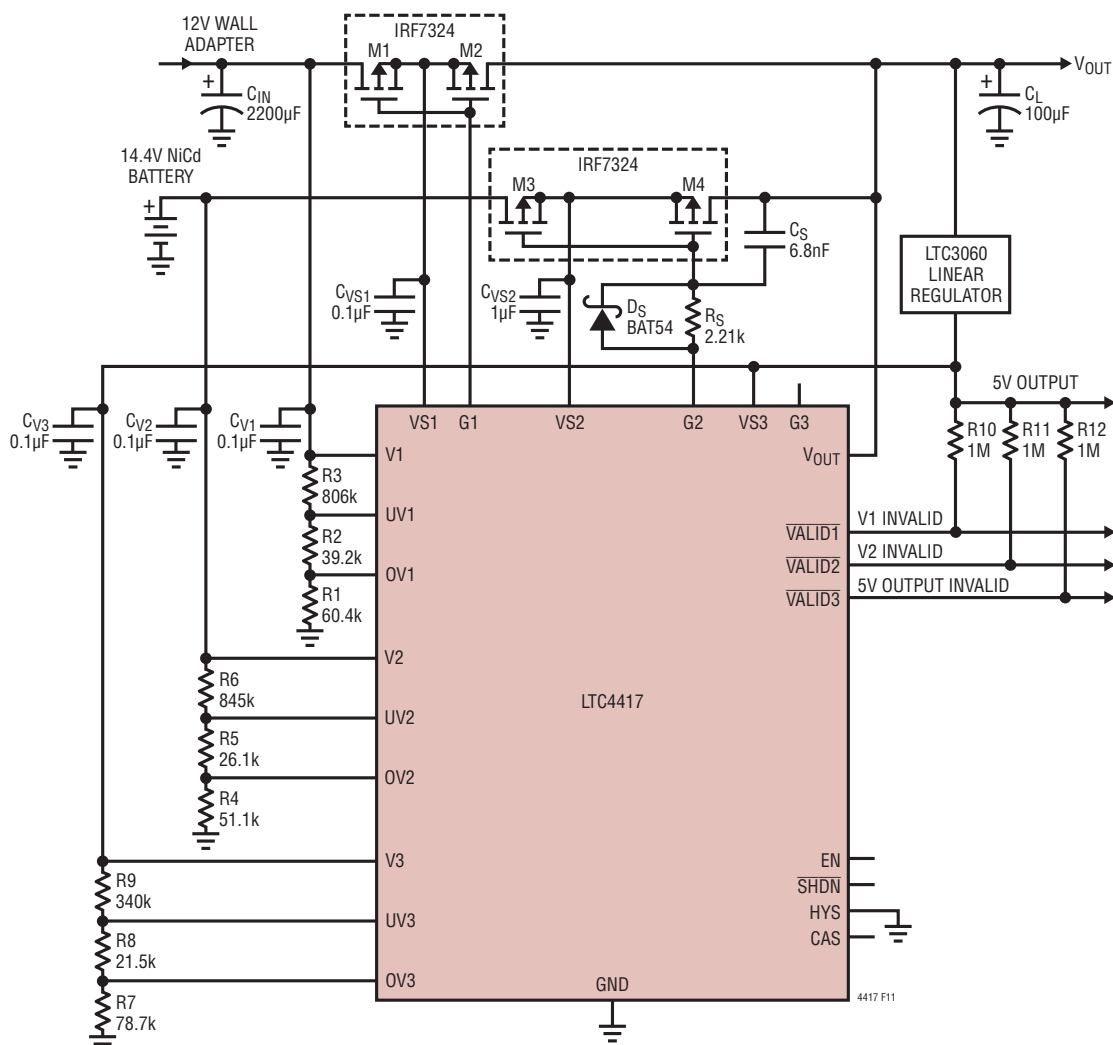 12V WALL
ADAPTER
IRF7324
M1
M2
VOUT
+
CIN
2200µF
+
CL
100µF
14.4V NiCd
BATTERY
+
IRF7324
M3
M4
CS
6.8nF
LTC3060
LINEAR
REGULATOR
CVS1
0.1µF
CVS2
1µF
DS
BAT54
RS
2.21k
5V OUTPUT
CV3
0.1µF
CV2
0.1µF
CV1
0.1µF
VS1
G1
VS2
G2
VS3
G3
R10
1M
R11
1M
R12
1M
V1
VOUT
R3
806k
UV1
R2
39.2k
OV1
R1
60.4k
VALID1
V1 INVALID
VALID2
V2 INVALID
VALID3
5V OUTPUT INVALID
V2
R6
845k
UV2
R5
26.1k
OV2
R4
51.1k
LTC4417
V3
R9
340k
UV3
R8
21.5k
OV3
R7
78.7k
EN
SHDN
HYS
CAS
GND
4417 F11